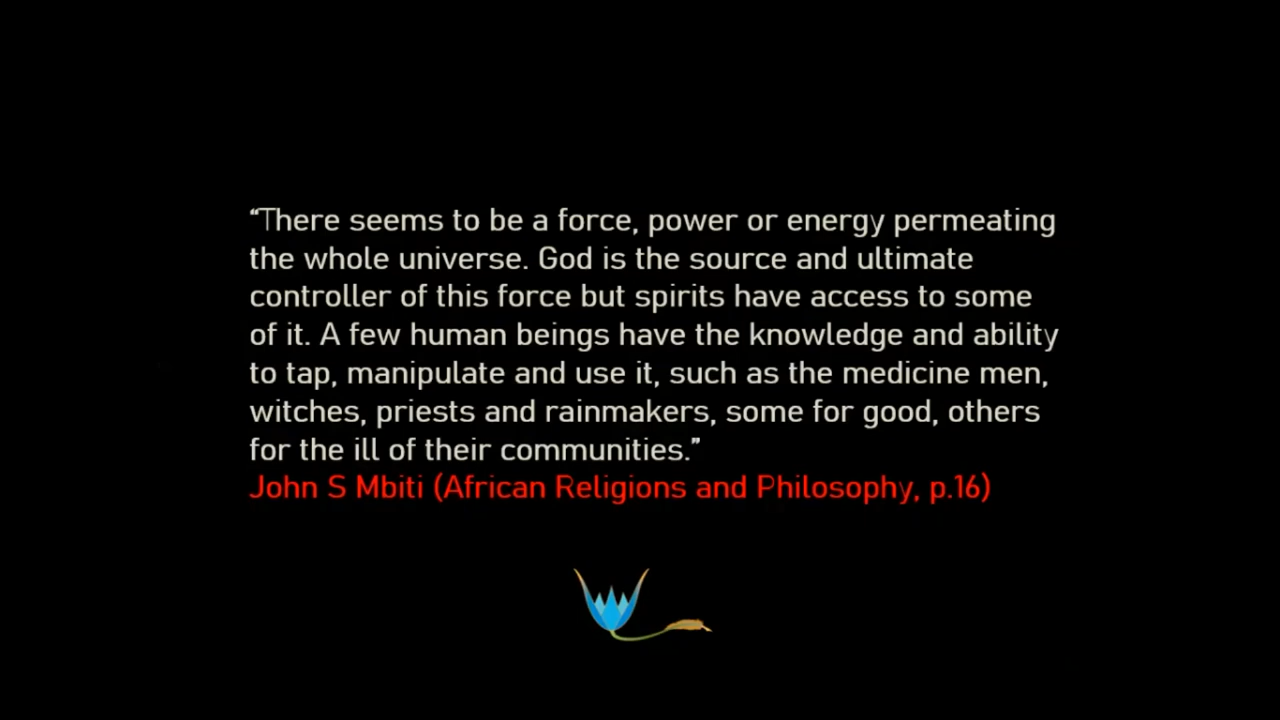 “There seems to be a force, power or energy permeating
the whole universe. God is the source and ultimate
controller of this force but spirits have access to some
of it. A few human beings have the knowledge and ability
to tap, manipulate and use it, such as the medicine men,
witches, priests and rainmakers, some for good, others
for the ill of their communities.”
John S Mbiti (African Religions and Philosophy, p.16)